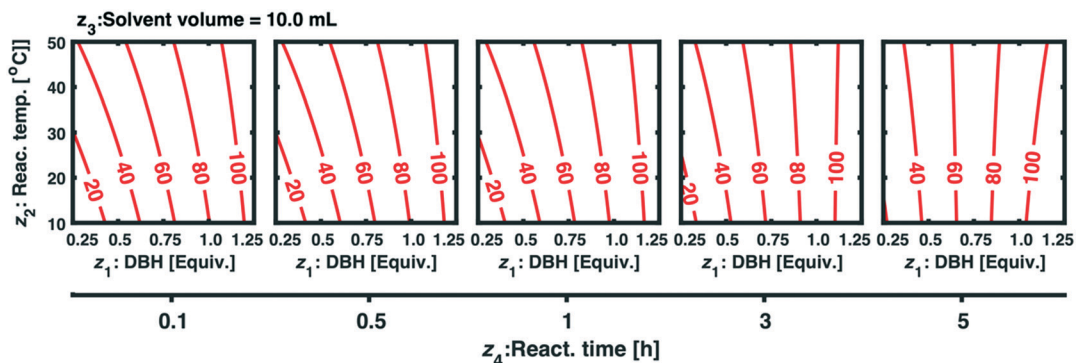 z3:Solvent volume = 10.0 mL
z2: Reac. temp. [°C]]
50
40
30
20
10
20 40 60 80 100
20 40 60 80 100
20 40 60 80 100
20 40 60 80 100
40 60 80 100
0.25 0.5 0.75 1.0 1.25
0.25 0.5 0.75 1.0 1.25
0.25 0.5 0.75 1.0 1.25
0.25 0.5 0.75 1.0 1.25
0.25 0.5 0.75 1.0 1.25
z1: DBH [Equiv.]
z1: DBH [Equiv.]
z1: DBH [Equiv.]
z1: DBH [Equiv.]
z1: DBH [Equiv.]
0.1 0.5 1 3 5
z4:React. time [h]